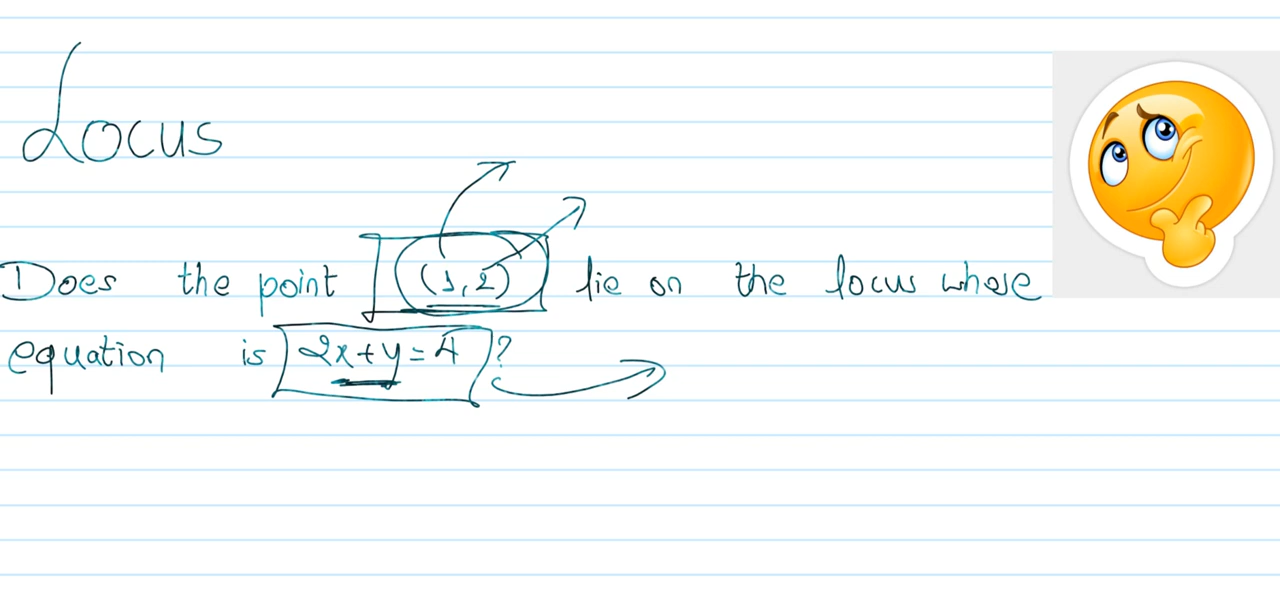 Locus
Does the point (1,2) lie on the locus whose
equation is 2x+y=4?